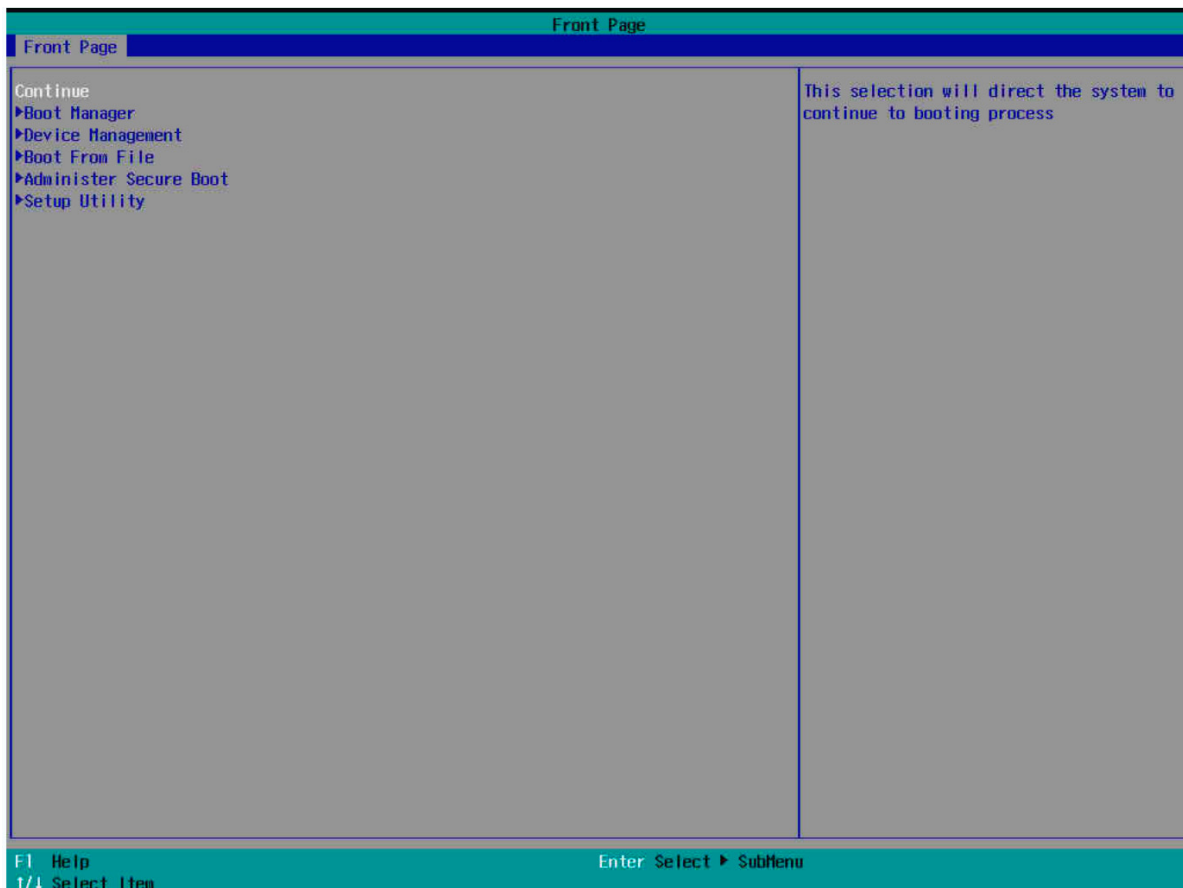 Front Page
Front Page
Continue
▶Boot Manager
▶Device Management
▶Boot From File
▶Administer Secure Boot
▶Setup Utility
This selection will direct the system to
continue to booting process
F1 Help
Enter Select ▶ SubMenu
↑/↓ Select Item